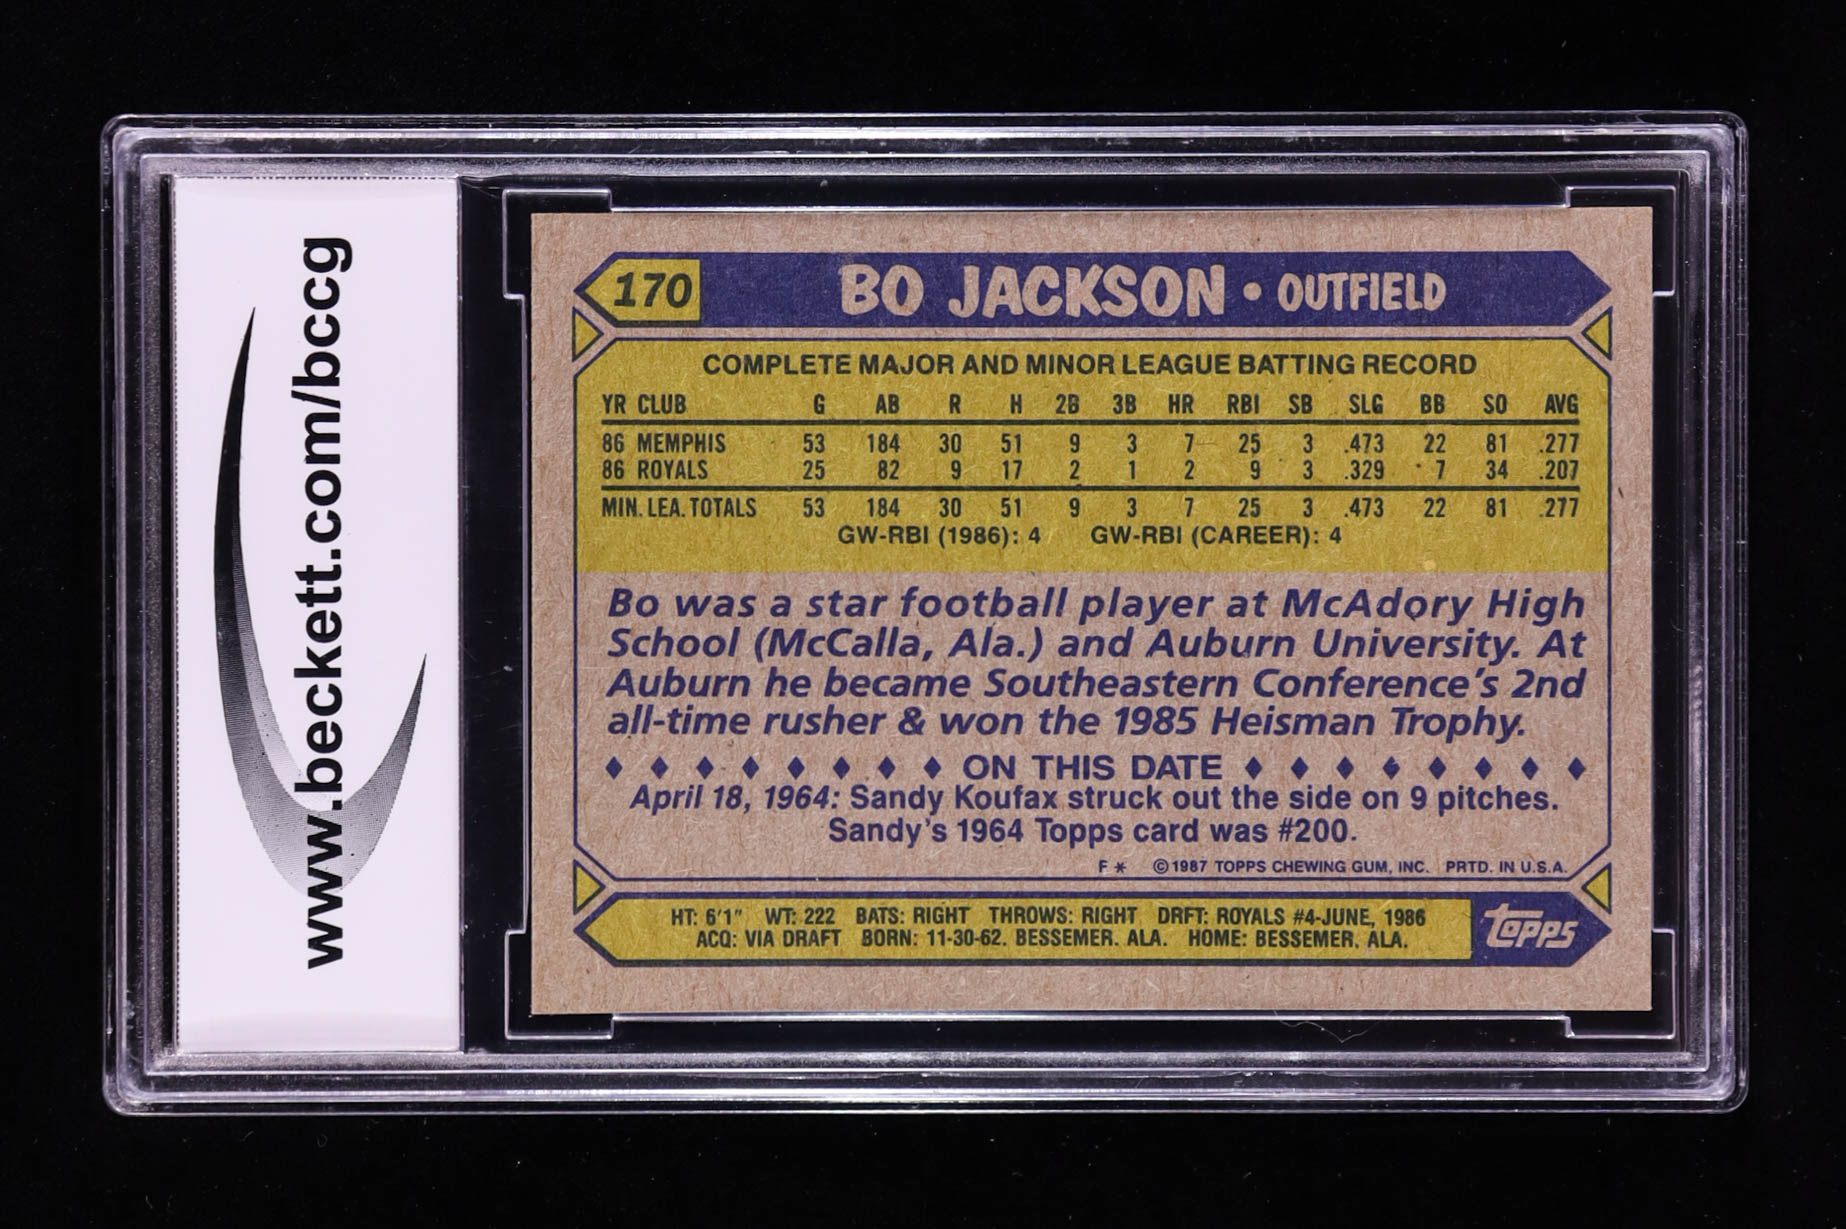 www.beckett.com/bccg
170 BO JACKSON • OUTFIELD
COMPLETE MAJOR AND MINOR LEAGUE BATTING RECORD
YR CLUB G AB R H 2B 3B HR RBI SB SLG BB SO AVG
86 MEMPHIS 53 184 30 51 9 3 7 25 3 .473 22 81 .277
86 ROYALS 25 82 9 17 2 1 2 9 3 .329 7 34 .207
MIN. LEA. TOTALS 53 184 30 51 9 3 7 25 3 .473 22 81 .277
GW-RBI (1986): 4 GW-RBI (CAREER): 4
Bo was a star football player at McAdory High
School (McCalla, Ala.) and Auburn University. At
Auburn he became Southeastern Conference's 2nd
all-time rusher & won the 1985 Heisman Trophy.
♦ ♦ ♦ ♦ ♦ ♦ ♦ ♦ ON THIS DATE ♦ ♦ ♦ ♦ ♦ ♦ ♦ ♦
April 18, 1964: Sandy Koufax struck out the side on 9 pitches.
Sandy's 1964 Topps card was #200.
F * ©1987 TOPPS CHEWING GUM, INC. PRTD. IN U.S.A.
HT: 6'1" WT: 222 BATS: RIGHT THROWS: RIGHT DRFT: ROYALS #4-JUNE, 1986
ACQ: VIA DRAFT BORN: 11-30-62, BESSEMER, ALA. HOME: BESSEMER, ALA.
topps